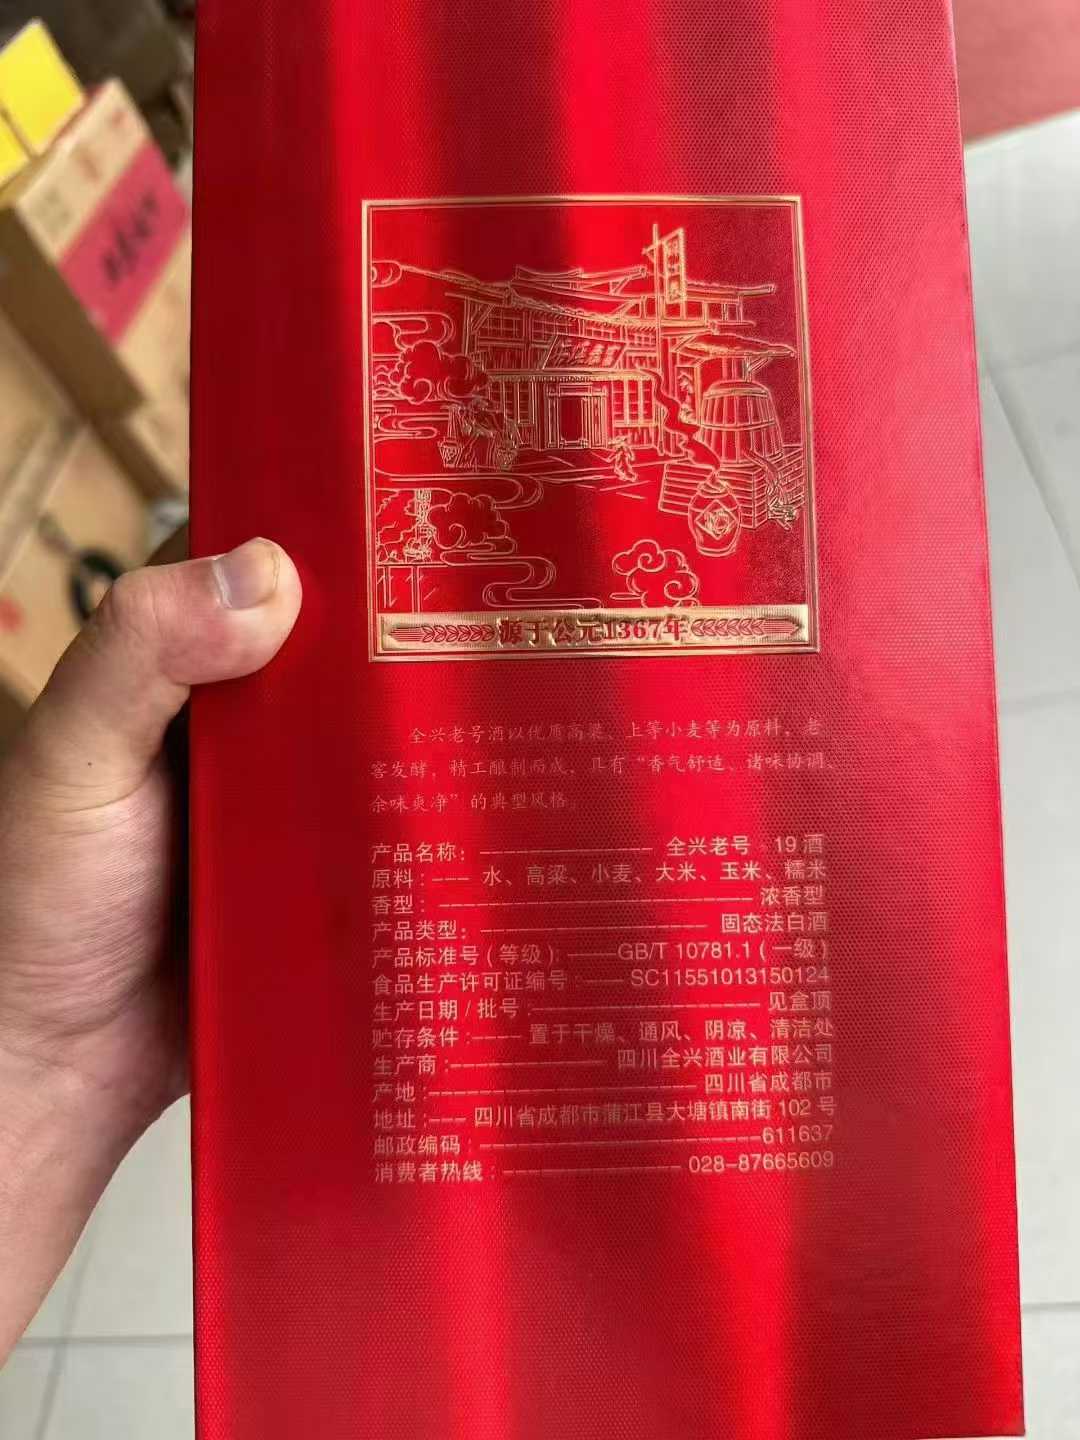 源于公元1367年
全兴老号酒以优质高粱、上等小麦等为原料，老
窖发酵，精工酿制而成，具有“香气舒适、诸味协调、
余味爽净”的典型风格。
产品名称：-------------- 全兴老号·19酒
原料：--- 水、高粱、小麦、大米、玉米、糯米
香型：-------------------------- 浓香型
产品类型：------------------- 固态法白酒
产品标准号（等级）：----GB/T 10781.1（一级）
食品生产许可证编号：--- SC11551013150124
生产日期/批号：------------------- 见盒顶
贮存条件：---- 置于干燥、通风、阴凉、清洁处
生产商：------------- 四川全兴酒业有限公司
产地：---------------------- 四川省成都市
地址：--- 四川省成都市蒲江县大塘镇南街 102 号
邮政编码：-----------------------611637
消费者热线：--------------- 028-87665609